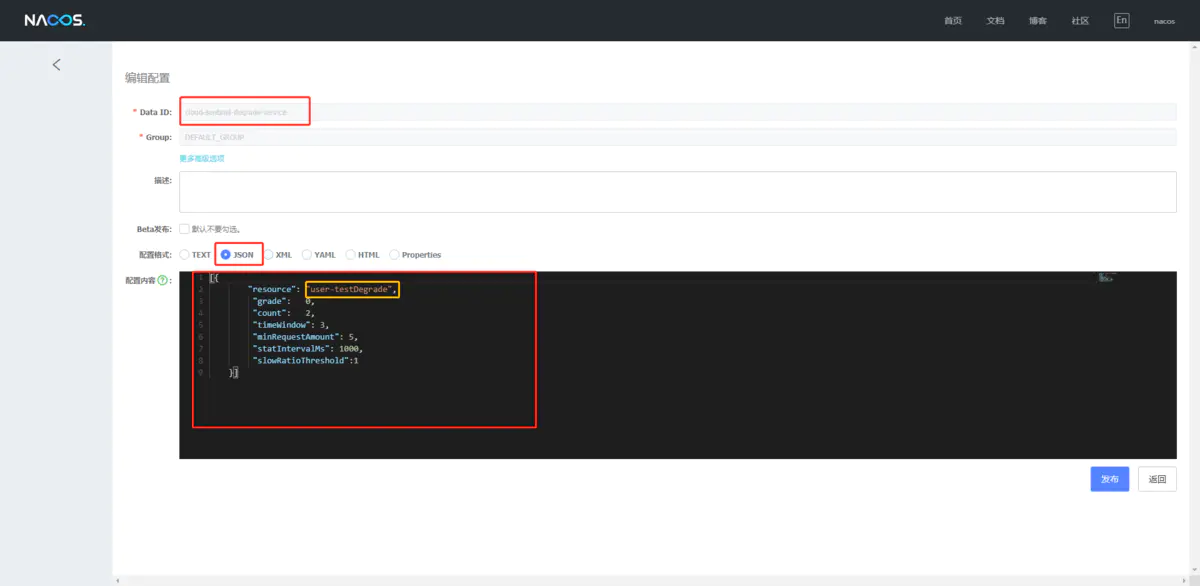 NACOS.
首页 文档 博客 社区 En nacos
编辑配置
* Data ID: cloud-sentinel-degrade-service
* Group: DEFAULT_GROUP
更多高级选项
描述:
Beta发布: 默认不要勾选。
配置格式: TEXT JSON XML YAML HTML Properties
配置内容 ? :
1 [{
2 "resource": "user-testDegrade",
3 "grade": 0,
4 "count": 2,
5 "timeWindow": 3,
6 "minRequestAmount": 5,
7 "statIntervalMs": 1000,
8 "slowRatioThreshold":1
9 }]
发布 返回